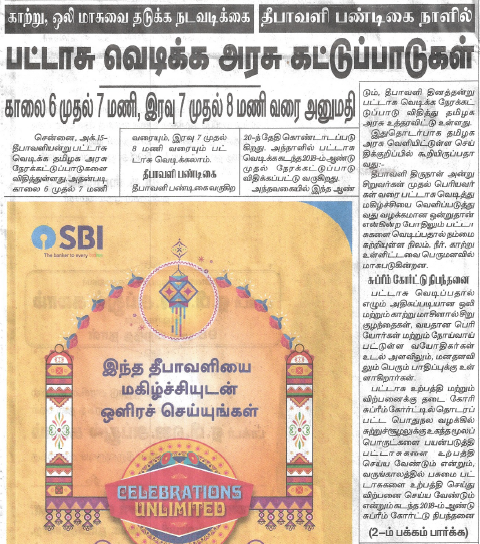 காற்று, ஒலி மாசுவை தடுக்க நடவடிக்கை
தீபாவளி பண்டிகை நாளில்
பட்டாசு வெடிக்க அரசு கட்டுப்பாடுகள்
காலை 6 முதல் 7 மணி, இரவு 7 முதல் 8 மணி வரை அனுமதி
சென்னை, அக்.15–
தீபாவளியன்று பட்டாசு
வெடிக்க தமிழக அரசு
நேரக்கட்டுப்பாடுகளை
விதித்துள்ளது. அதன்படி,
காலை 6 முதல் 7 மணி
வரையும், இரவு 7 முதல்
8 மணி வரையும் பட்
டாசு வெடிக்கலாம்.
தீபாவளி பண்டிகை
தீபாவளி பண்டிகை வருகிற
20-ந்தேதி கொண்டாடப்படு
கிறது. அந்நாளில் பட்டாசு
வெடிக்க கடந்த 2018-ம் ஆண்டு
முதல் நேரக்கட்டுப்பாடு
விதிக்கப்பட்டு வருகிறது.
அந்தவகையில் இந்த ஆண்
டும், தீபாவளி தினத்தன்று
பட்டாசு வெடிக்க நேரக்கட்டுப்
பாடு விதித்து தமிழக
அரசு உத்தரவிட்டு உள்ளது.
இதுதொடர்பாக தமிழக
அரசு வெளியிட்டுள்ள செய்
திக்குறிப்பில் கூறியிருப்பதா
வது:–
தீபாவளி திருநாள் அன்று
சிறுவர்கள் முதல் பெரியவர்
கள் வரை பட்டாசு வெடித்து
மகிழ்ச்சியை வெளிப்படுத்து
வது வழக்கமான ஒன்றுதான்
என்கிற போதிலும் பட்டா
சுகளை வெடிப்பதால் நம்மை
சுற்றியுள்ள நிலம், நீர், காற்று
உள்ளிட்டவை பெருமளவில்
மாசுபடுகின்றன.
சுப்ரீம் கோர்ட்டு நிபந்தனை
பட்டாசு வெடிப்பதால்
எழும் அதிகப்படியான ஒலி
மற்றும் காற்று மாசினால் சிறு
குழந்தைகள், வயதான பெரி
யோர்கள் மற்றும் நோய்வாய்
பட்டுள்ள வயோதிகர்கள்
உடல் அளவிலும், மனதளவி
லும் பெரும் பாதிப்புக்கு உள்
ளாகிறார்கள்.
பட்டாசு உற்பத்தி மற்றும்
விற்பனைக்கு தடை கோரி
சுப்ரீம் கோர்ட்டில் தொடரப்
பட்ட பொதுநல வழக்கில்
சுற்றுச்சூழலுக்கு உகந்த மூலப்
பொருட்களை பயன்படுத்தி
பட்டாசுகளை உற்பத்தி
செய்ய வேண்டும் என்றும்,
வருங்காலத்தில் பசுமை பட்
டாசுகளை உற்பத்தி செய்து
விற்பனை செய்ய வேண்டும்
என்றும் கடந்த 2018-ம் ஆண்டு
சுப்ரீம் கோர்ட்டு நிபந்தனை
(2–ம் பக்கம் பார்க்க)
SBI
The banker to every Indian
இந்த தீபாவளியை
மகிழ்ச்சியுடன்
ஒளிரச் செய்யுங்கள்
CELEBRATIONS
UNLIMITED